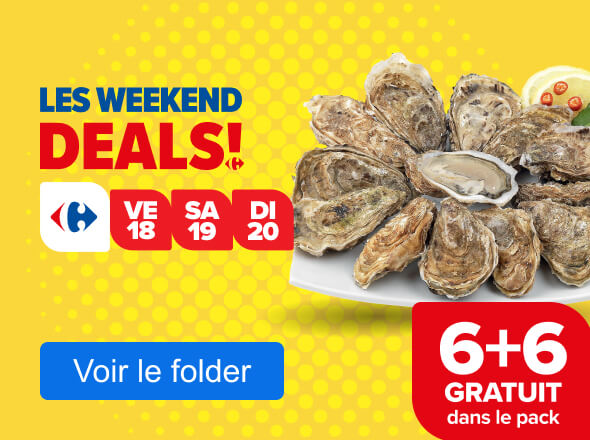 LES WEEKEND
DEALS!
VE SA DI
18 19 20
Voir le folder
6+6
GRATUIT
dans le pack